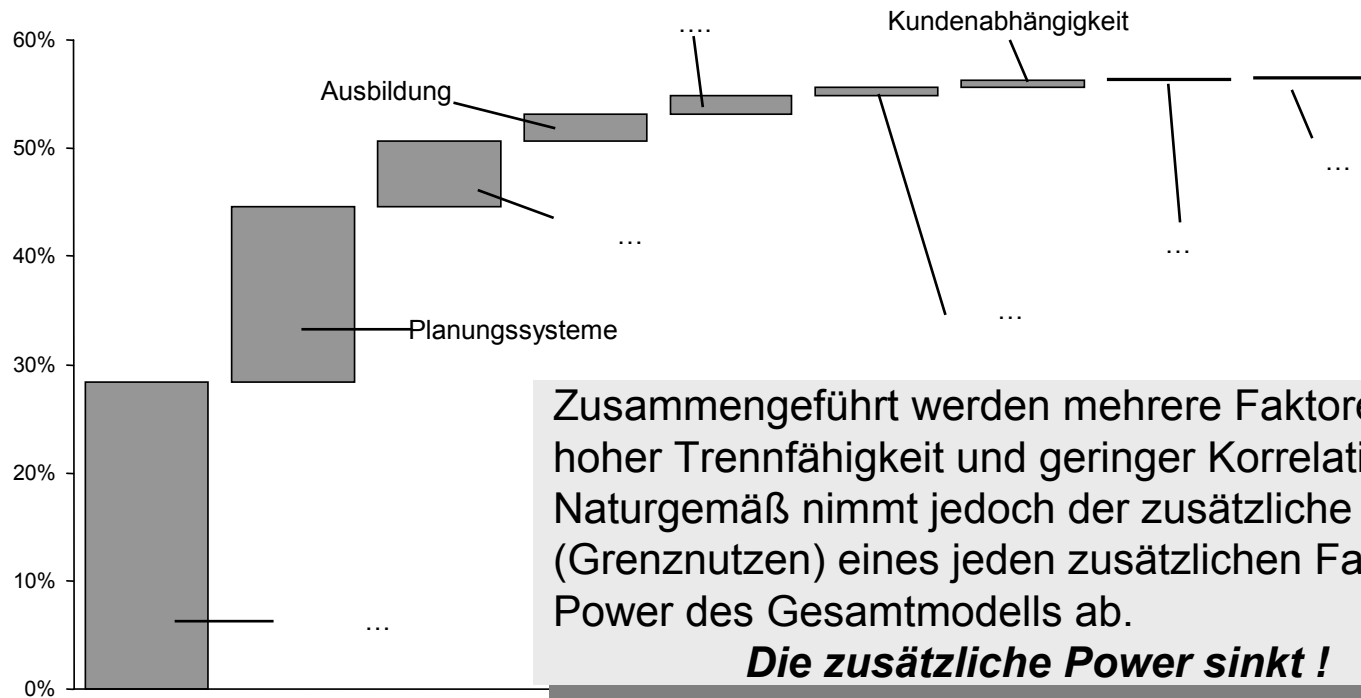 60%
50%
40%
30%
20%
10%
0%
Ausbildung
….
Kundenabhängigkeit
…
…
…
…
Planungssysteme
…
Zusammengeführt werden mehrere Faktore
hoher Trennfähigkeit und geringer Korrelati
Naturgemäß nimmt jedoch der zusätzliche
(Grenznutzen) eines jeden zusätzlichen Fa
Power des Gesamtmodells ab.
Die zusätzliche Power sinkt !